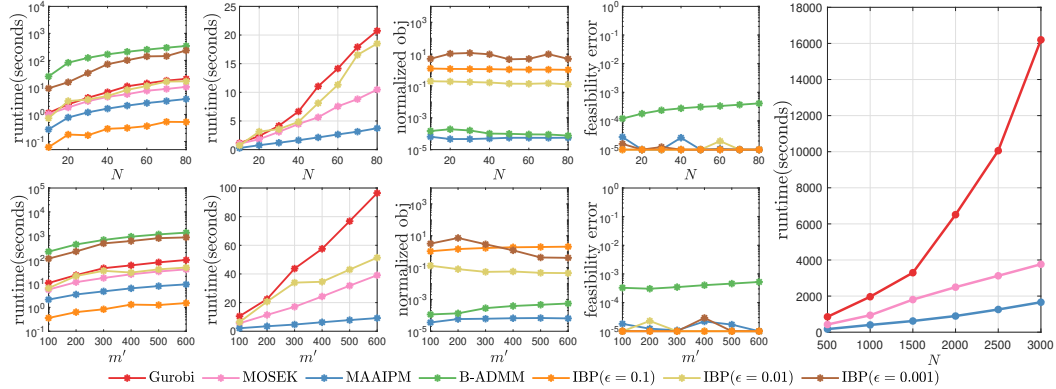 runtime(seconds)
10^4
10^3
10^2
10^1
10^0
10^-1
20 40 60 80
N
runtime(seconds)
25
20
15
10
5
0
20 40 60 80
N
normalized obj
10^4
10^1
10^-1
10^-3
10^-5
20 40 60 80
N
feasibility error
10^0
10^-1
10^-2
10^-3
10^-4
10^-5
20 40 60 80
N
runtime(seconds)
10^5
10^4
10^3
10^2
10^1
10^0
10^-1
100 200 300 400 500 600
m′
runtime(seconds)
100
80
60
40
20
0
100 200 300 400 500 600
m′
normalized obj
10^4
10^1
10^-1
10^-3
10^-5
100 200 300 400 500 600
m′
feasibility error
10^0
10^-1
10^-2
10^-3
10^-4
10^-5
100 200 300 400 500 600
m′
runtime(seconds)
18000
16000
14000
12000
10000
8000
6000
4000
2000
0
500 1000 1500 2000 2500 3000
N
Gurobi MOSEK MAAIPM B-ADMM IBP(ϵ = 0.1) IBP(ϵ = 0.01) IBP(ϵ = 0.001)